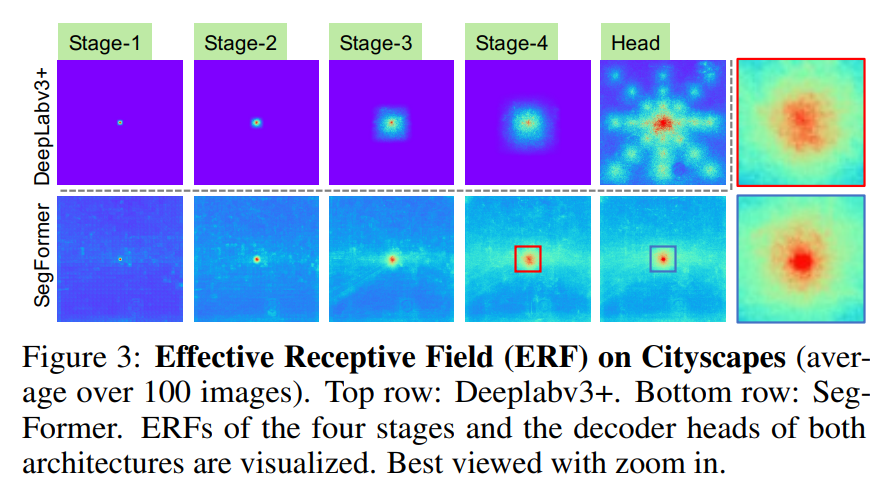 Stage-1 Stage-2 Stage-3 Stage-4 Head
DeepLabv3+
SegFormer
Figure 3: Effective Receptive Field (ERF) on Cityscapes (aver-
age over 100 images). Top row: Deeplabv3+. Bottom row: Seg-
Former. ERFs of the four stages and the decoder heads of both
architectures are visualized. Best viewed with zoom in.